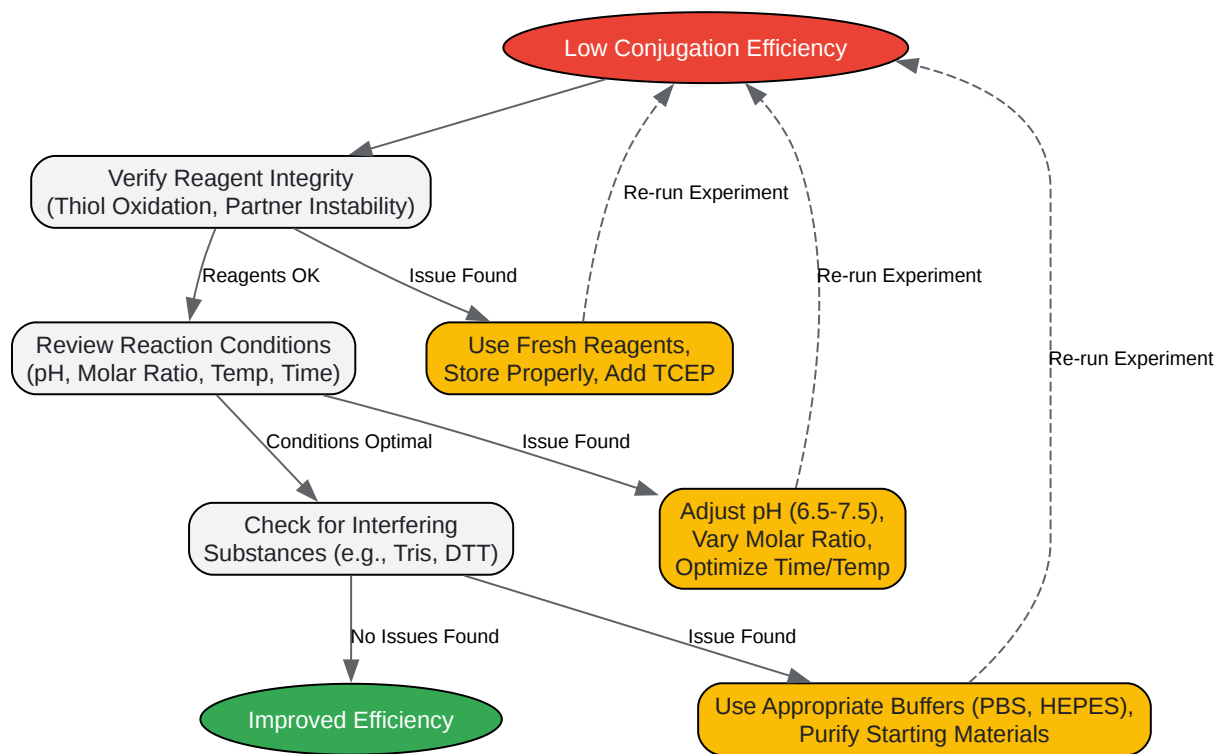 Low Conjugation Efficiency
Verify Reagent Integrity
(Thiol Oxidation, Partner Instability)
Re-run Experiment
Reagents OK
Issue Found
Re-run Experiment
Review Reaction Conditions
(pH, Molar Ratio, Temp, Time)
Use Fresh Reagents,
Store Properly, Add TCEP
Re-run Experiment
Conditions Optimal
Issue Found
Check for Interfering
Substances (e.g., Tris, DTT)
Adjust pH (6.5-7.5),
Vary Molar Ratio,
Optimize Time/Temp
No Issues Found
Issue Found
Improved Efficiency
Use Appropriate Buffers (PBS, HEPES),
Purify Starting Materials